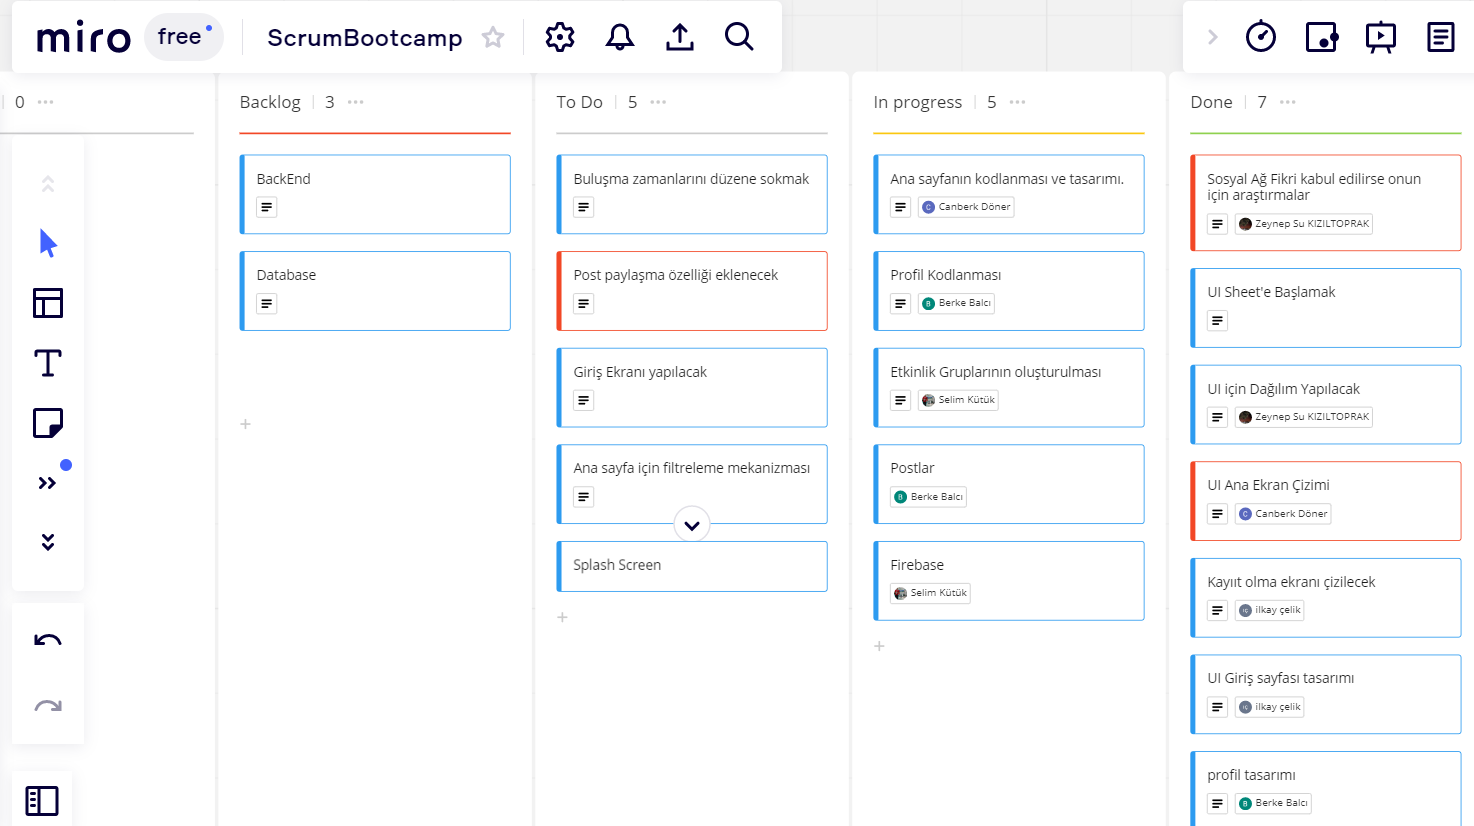 miro
free
ScrumBootcamp
0
Backlog 3
BackEnd
Database
To Do 5
Buluşma zamanlarını düzene sokmak
Post paylaşma özelliği eklenecek
Giriş Ekranı yapılacak
Ana sayfa için filtreleme mekanizması
Splash Screen
In progress 5
Ana sayfanın kodlanması ve tasarımı.
C Canberk Döner
Profil Kodlanması
B Berke Balcı
Etkinlik Gruplarının oluşturulması
Selim Kütük
Postlar
B Berke Balcı
Firebase
Selim Kütük
Done 7
Sosyal Ağ Fikri kabul edilirse onun
için araştırmalar
Zeynep Su KIZILTOPRAK
UI Sheet'e Başlamak
UI için Dağılım Yapılacak
Zeynep Su KIZILTOPRAK
UI Ana Ekran Çizimi
C Canberk Döner
Kayıt olma ekranı çizilecek
iç ilkay çelik
UI Giriş sayfası tasarımı
iç ilkay çelik
profil tasarımı
B Berke Balcı